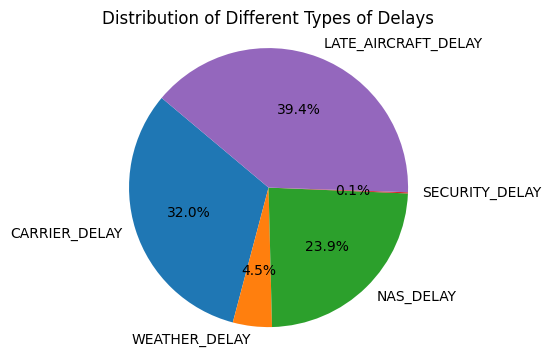 Distribution of Different Types of Delays
LATE_AIRCRAFT_DELAY
39.4%
0.1%
SECURITY_DELAY
32.0%
CARRIER_DELAY
23.9%
4.5%
NAS_DELAY
WEATHER_DELAY